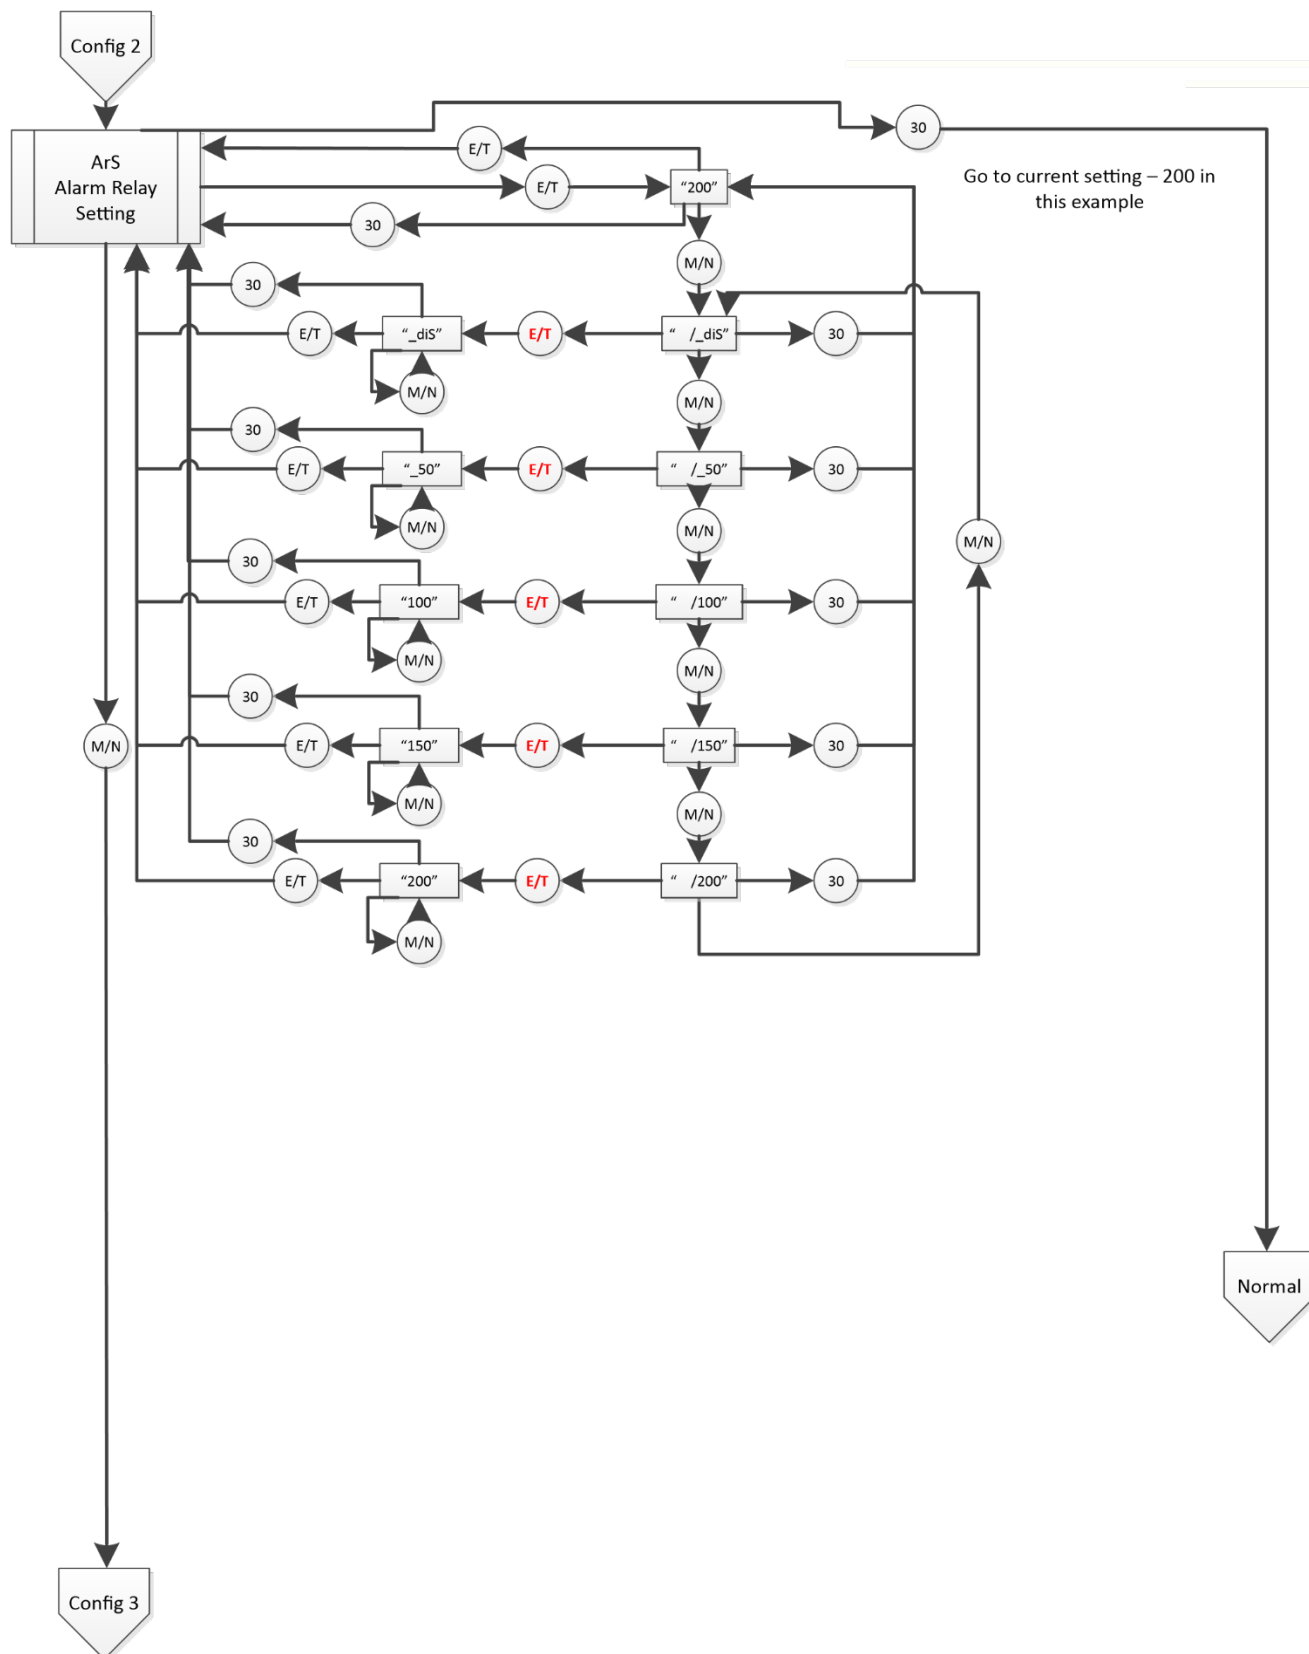 Config 2
30
E/T
ArS
Alarm Relay
Setting
E/T
“200”
Go to current setting – 200 in
this example
30
M/N
30
E/T
“_diS”
E/T
“   /_diS”
30
M/N
M/N
30
E/T
“_50”
E/T
“   /_50”
30
M/N
M/N
M/N
30
E/T
“100”
E/T
“   /100”
30
M/N
M/N
30
M/N
E/T
“150”
E/T
“   /150”
30
M/N
M/N
30
E/T
“200”
E/T
“   /200”
30
M/N
Normal
Config 3